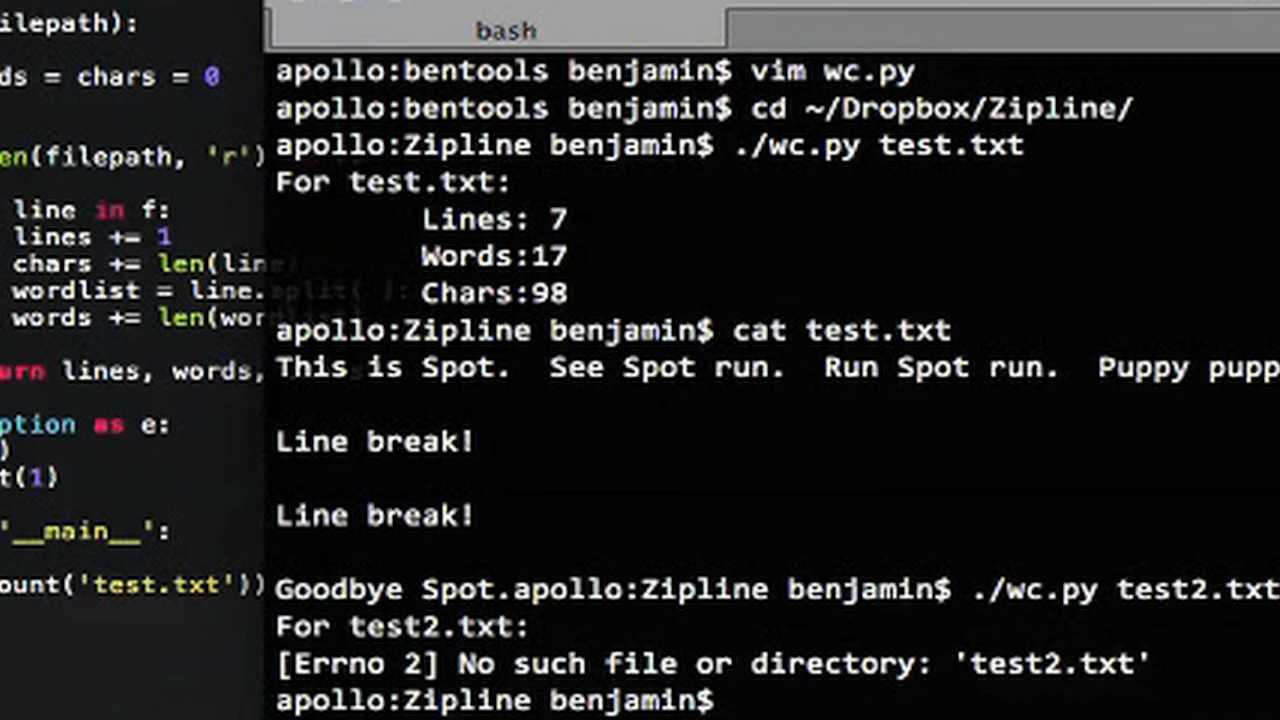 ilepath):
ds = chars = 0
en(filepath, 'r')
line in f:
lines += 1
chars += len(line)
wordlist = line.split( ):
words += len(wor
urn lines, words,
ption as e:
)
t(1)
'__main__':
ount('test.txt'))
bash
apollo:bentools benjamin$ vim wc.py
apollo:bentools benjamin$ cd ~/Dropbox/Zipline/
apollo:Zipline benjamin$ ./wc.py test.txt
For test.txt:
Lines: 7
Words:17
Chars:98
apollo:Zipline benjamin$ cat test.txt
This is Spot.  See Spot run.  Run Spot run.  Puppy pupp
Line break!
Line break!
Goodbye Spot.apollo:Zipline benjamin$ ./wc.py test2.txt
For test2.txt:
[Errno 2] No such file or directory: 'test2.txt'
apollo:Zipline benjamin$